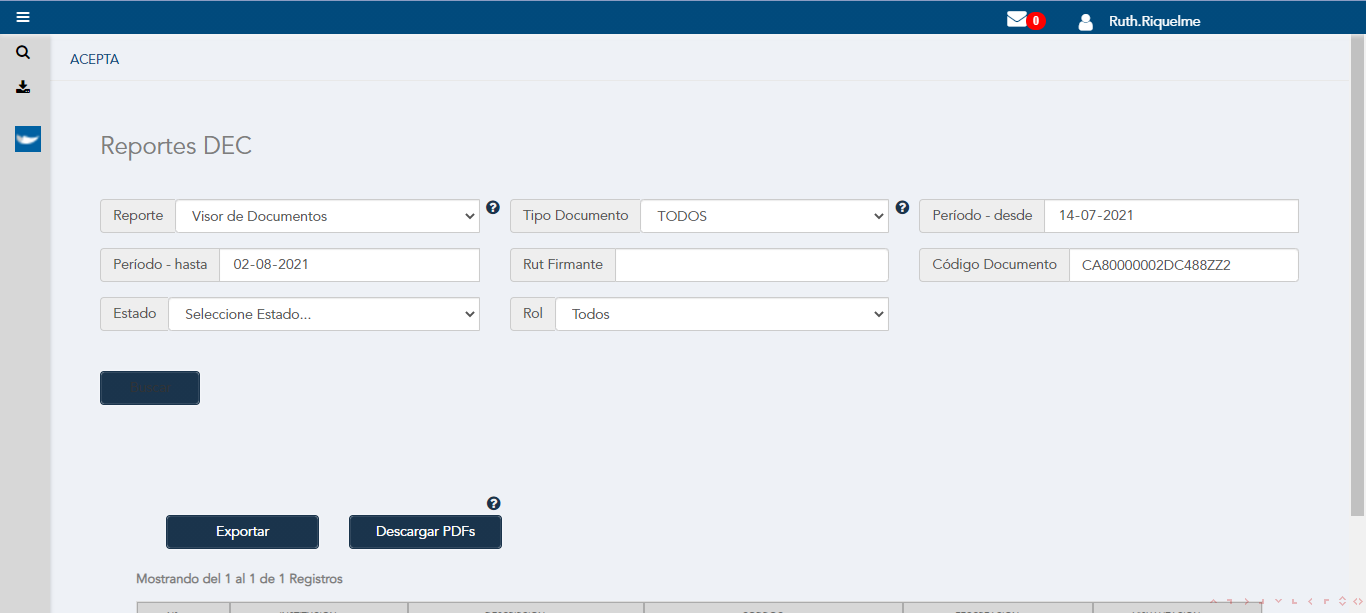 0 Ruth.Riquelme
ACEPTA
Reportes DEC
Reporte Visor de Documentos Tipo Documento TODOS Período - desde 14-07-2021
Período - hasta 02-08-2021 Rut Firmante Código Documento CA80000002DC488ZZ2
Estado Seleccione Estado... Rol Todos
Exportar Descargar PDFs
Mostrando del 1 al 1 de 1 Registros